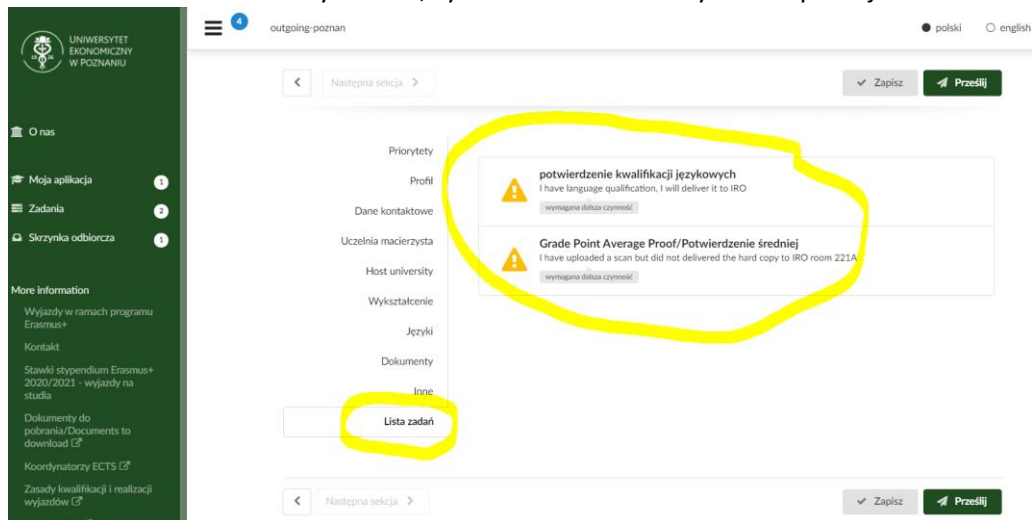 UNIWERSYTET
EKONOMICZNY
W POZNANIU
4
outgoing-poznan
polski
english
Następna sekcja
Zapisz
Prześlij
O nas
Moja aplikacja 1
Zadania 2
Skrzynka odbiorcza 1
More information
Wyjazdy w ramach programu
Erasmus+
Kontakt
Stawki stypendium Erasmus+
2020/2021 - wyjazdy na
studia
Dokumenty do
pobrania/Documents to
download
Koordynatorzy ECTS
Zasady kwalifikacji i realizacji
wyjazdów
Priorytety
Profil
Dane kontaktowe
Uczelnia macierzysta
Host university
Wykształcenie
Języki
Dokumenty
Inne
Lista zadań
potwierdzenie kwalifikacji językowych
I have language qualification, I will deliver it to IRO
wymagana dalsza czynność
Grade Point Average Proof/Potwierdzenie średniej
I have uploaded a scan but did not delivered the hard copy to IRO room 221A
wymagana dalsza czynność
Następna sekcja
Zapisz
Prześlij